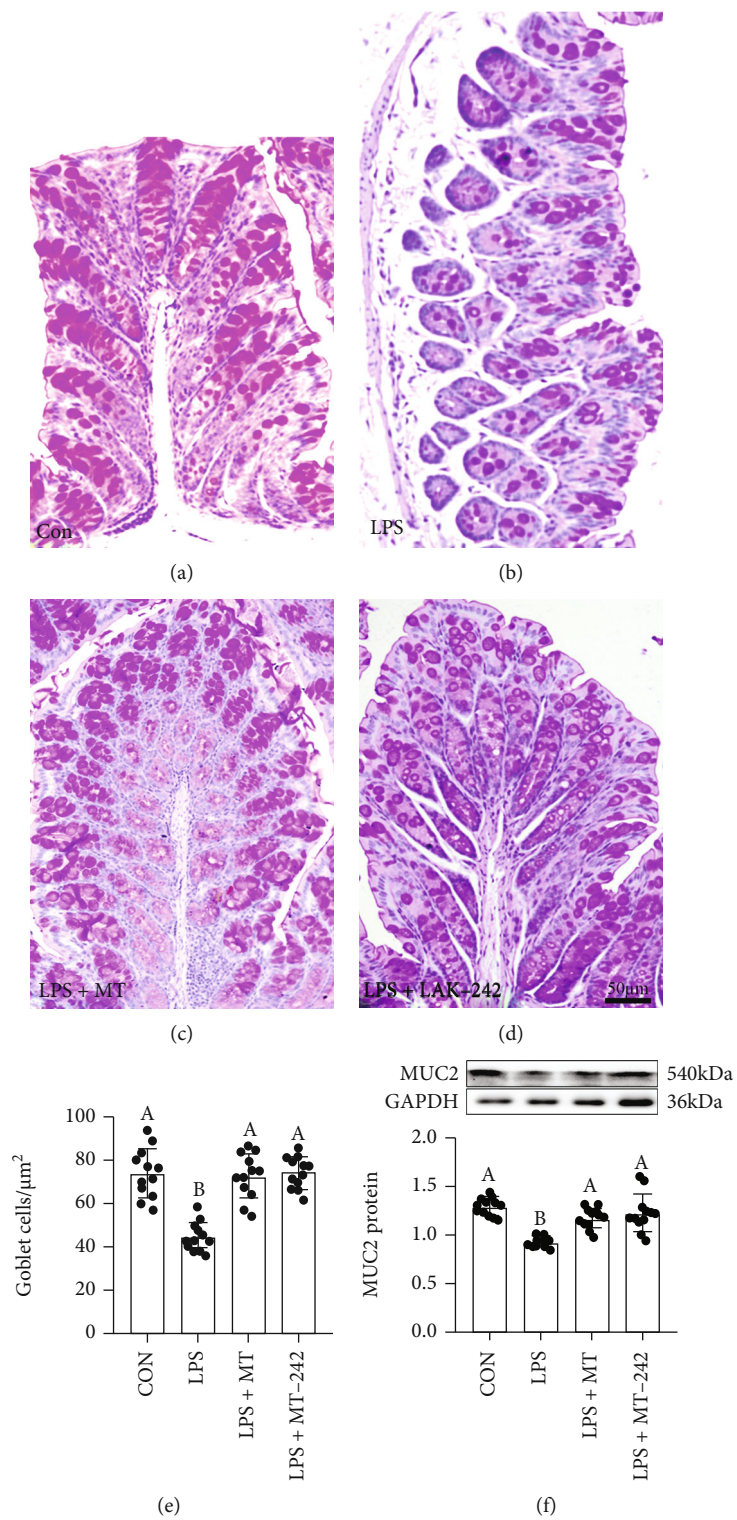 Con
LPS
(a)
(b)
LPS + MT
LPS + LAK–242
50μm
(c)
(d)
MUC2
540kDa
GAPDH
36kDa
100
80
60
40
20
0
Goblet cells/μm²
A
B
A
A
CON
LPS
LPS + MT
LPS + MT–242
2.0
1.5
1.0
0.5
0.0
MUC2 protein
A
B
A
A
CON
LPS
LPS + MT
LPS + MT–242
(e)
(f)